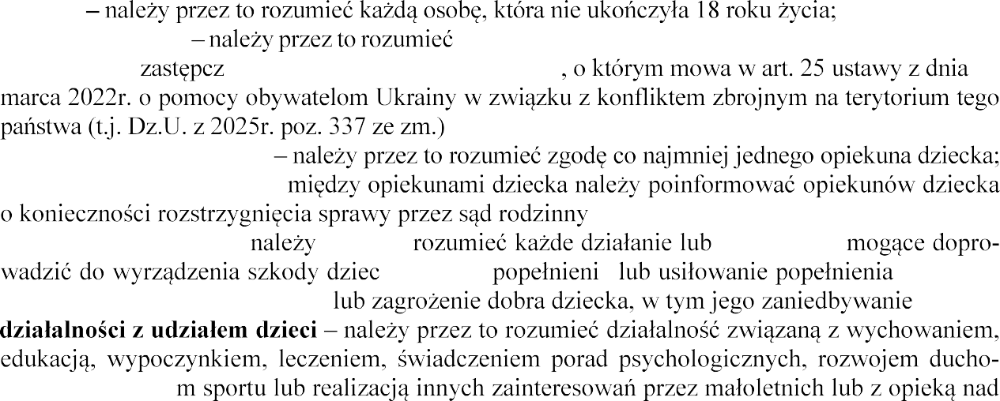 – należy przez to rozumieć każdą osobę, która nie ukończyła 18 roku życia;
– należy przez to rozumieć
zastępcz , o którym mowa w art. 25 ustawy z dnia
marca 2022r. o pomocy obywatelom Ukrainy w związku z konfliktem zbrojnym na terytorium tego
państwa (t.j. Dz.U. z 2025r. poz. 337 ze zm.)
– należy przez to rozumieć zgodę co najmniej jednego opiekuna dziecka;
między opiekunami dziecka należy poinformować opiekunów dziecka
o konieczności rozstrzygnięcia sprawy przez sąd rodzinny
należy rozumieć każde działanie lub mogące dopro-
wadzić do wyrządzenia szkody dziec popełnieni lub usiłowanie popełnienia
lub zagrożenie dobra dziecka, w tym jego zaniedbywanie
działalności z udziałem dzieci – należy przez to rozumieć działalność związaną z wychowaniem,
edukacją, wypoczynkiem, leczeniem, świadczeniem porad psychologicznych, rozwojem ducho-
m sportu lub realizacją innych zainteresowań przez małoletnich lub z opieką nad